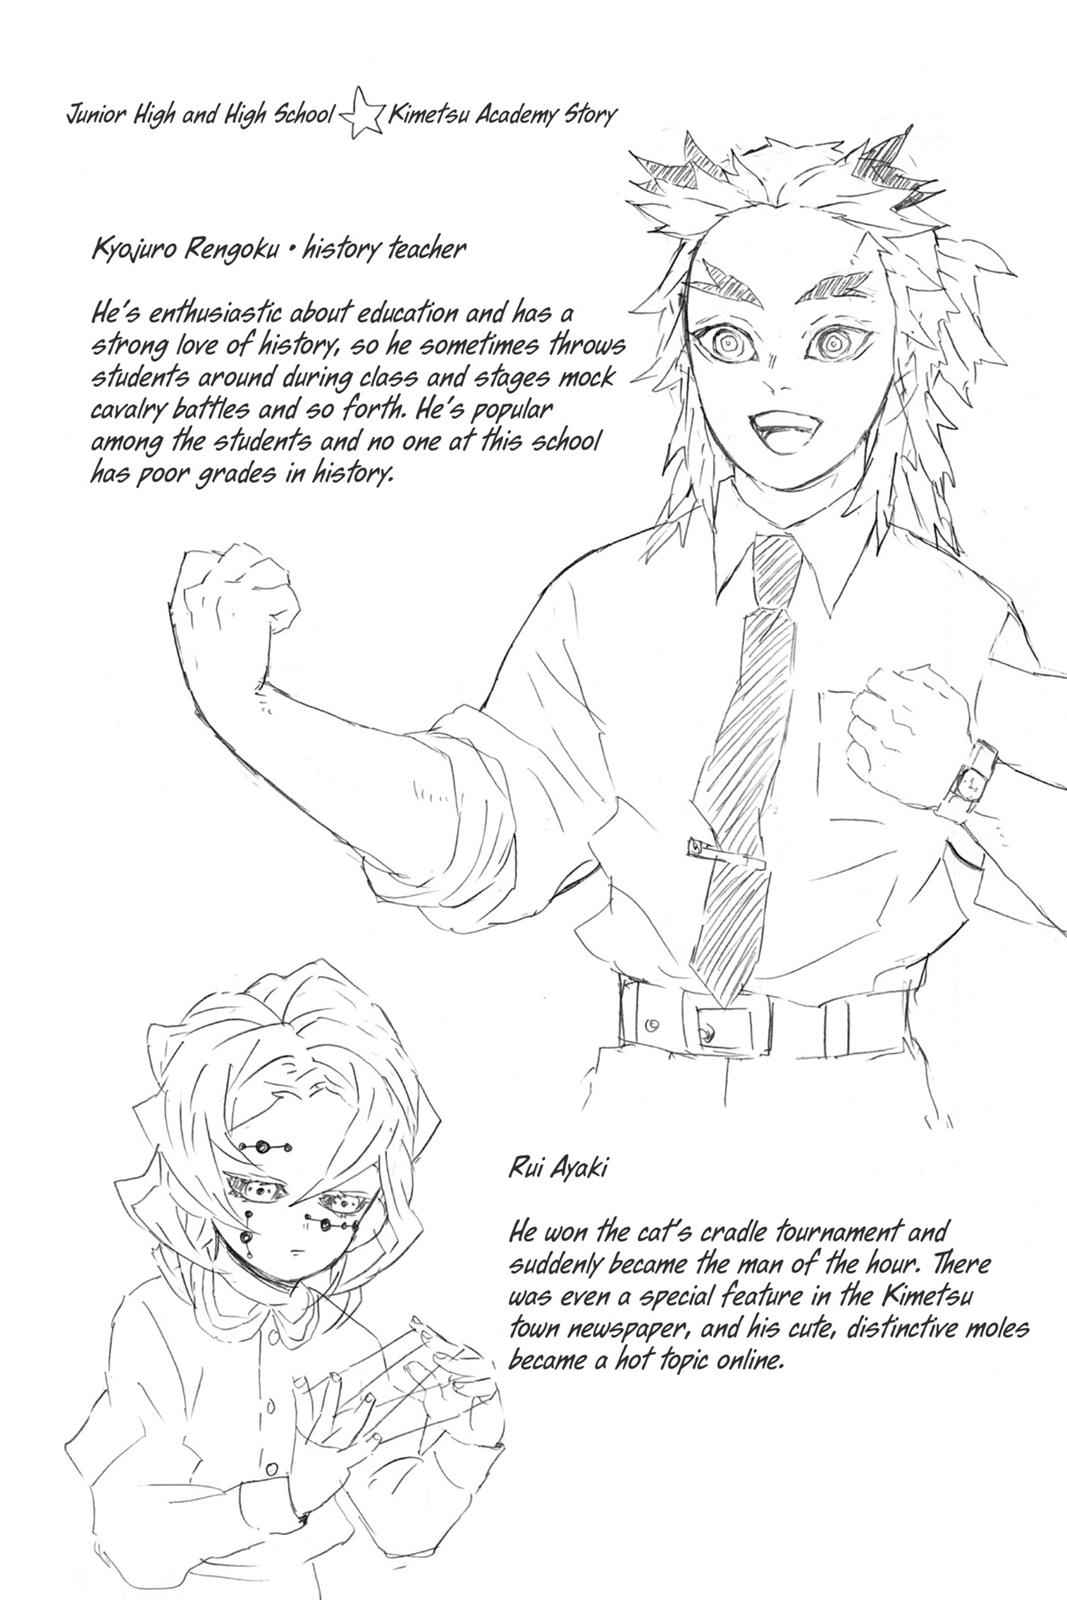 Junior High and High School ☆ Kimetsu Academy Story
Kyojuro Rengoku • history teacher
He's enthusiastic about education and has a
strong love of history, so he sometimes throws
students around during class and stages mock
cavalry battles and so forth. He's popular
among the students and no one at this school
has poor grades in history.
Rui Ayaki
He won the cat's cradle tournament and
suddenly became the man of the hour. There
was even a special feature in the Kimetsu
town newspaper, and his cute, distinctive moles
became a hot topic online.